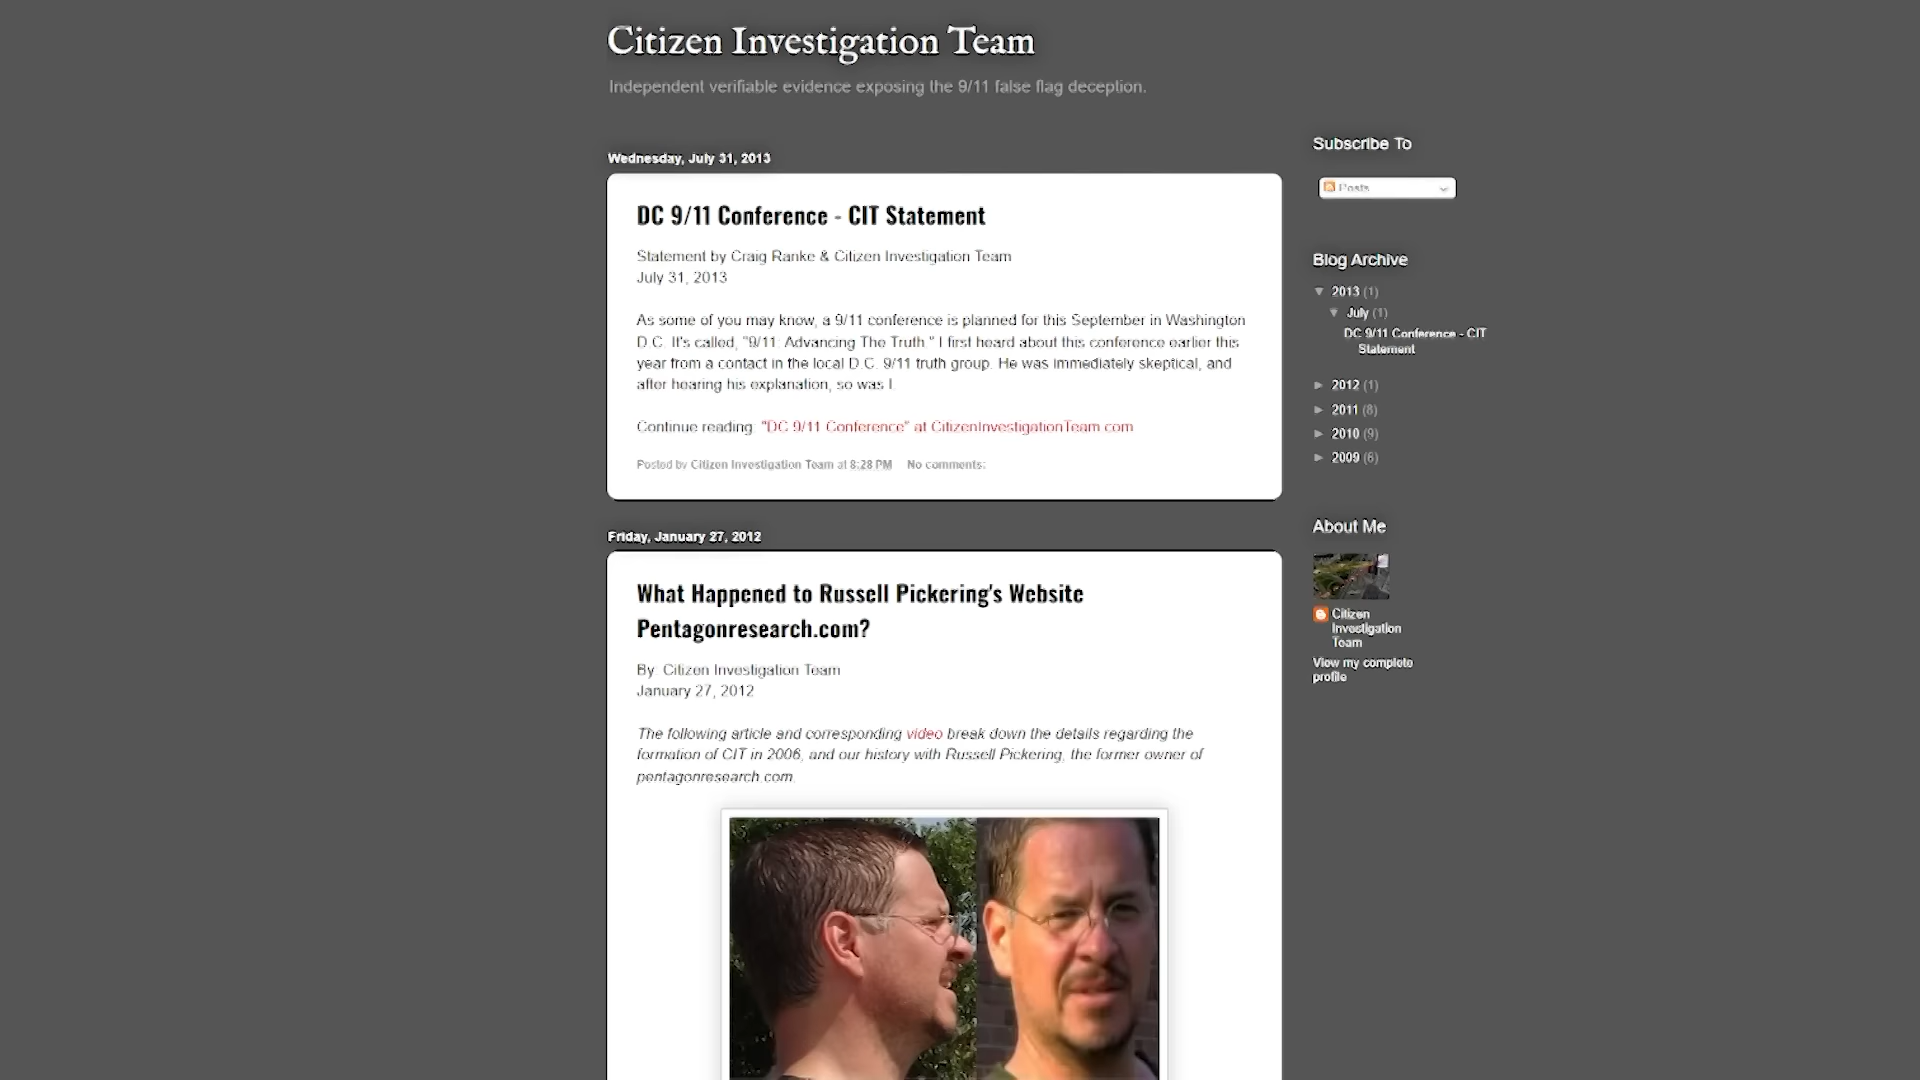 Citizen Investigation Team
Independent verifiable evidence exposing the 9/11 false flag deception.
Wednesday, July 31, 2013
DC 9/11 Conference - CIT Statement
Statement by Craig Ranke & Citizen Investigation Team
July 31, 2013
As some of you may know, a 9/11 conference is planned for this September in Washington
D.C. It's called, "9/11: Advancing The Truth." I first heard about this conference earlier this
year from a contact in the local D.C. 9/11 truth group. He was immediately skeptical, and
after hearing his explanation, so was I.
Continue reading: "DC 9/11 Conference" at CitizenInvestigationTeam.com
Posted by Citizen Investigation Team at 8:28 PM No comments:
Friday, January 27, 2012
What Happened to Russell Pickering's Website
Pentagonresearch.com?
By: Citizen Investigation Team
January 27, 2012
The following article and corresponding video break down the details regarding the
formation of CIT in 2006, and our history with Russell Pickering, the former owner of
pentagonresearch.com.
Subscribe To
Posts
Blog Archive
▼ 2013 (1)
▼ July (1)
DC 9/11 Conference - CIT
Statement
► 2012 (1)
► 2011 (8)
► 2010 (9)
► 2009 (6)
About Me
Citizen
Investigation
Team
View my complete
profile